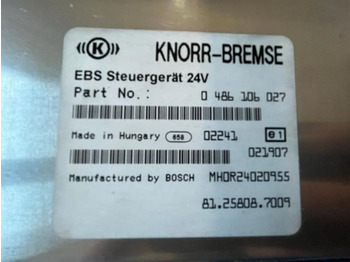 ((K)) KNORR-BREMSE
EBS Steuergerät 24V
Part No.: 0 486 106 027
Made in Hungary 658 02241 e1
021907
Manufactured by BOSCH MHOR24020955
81.25808.7009